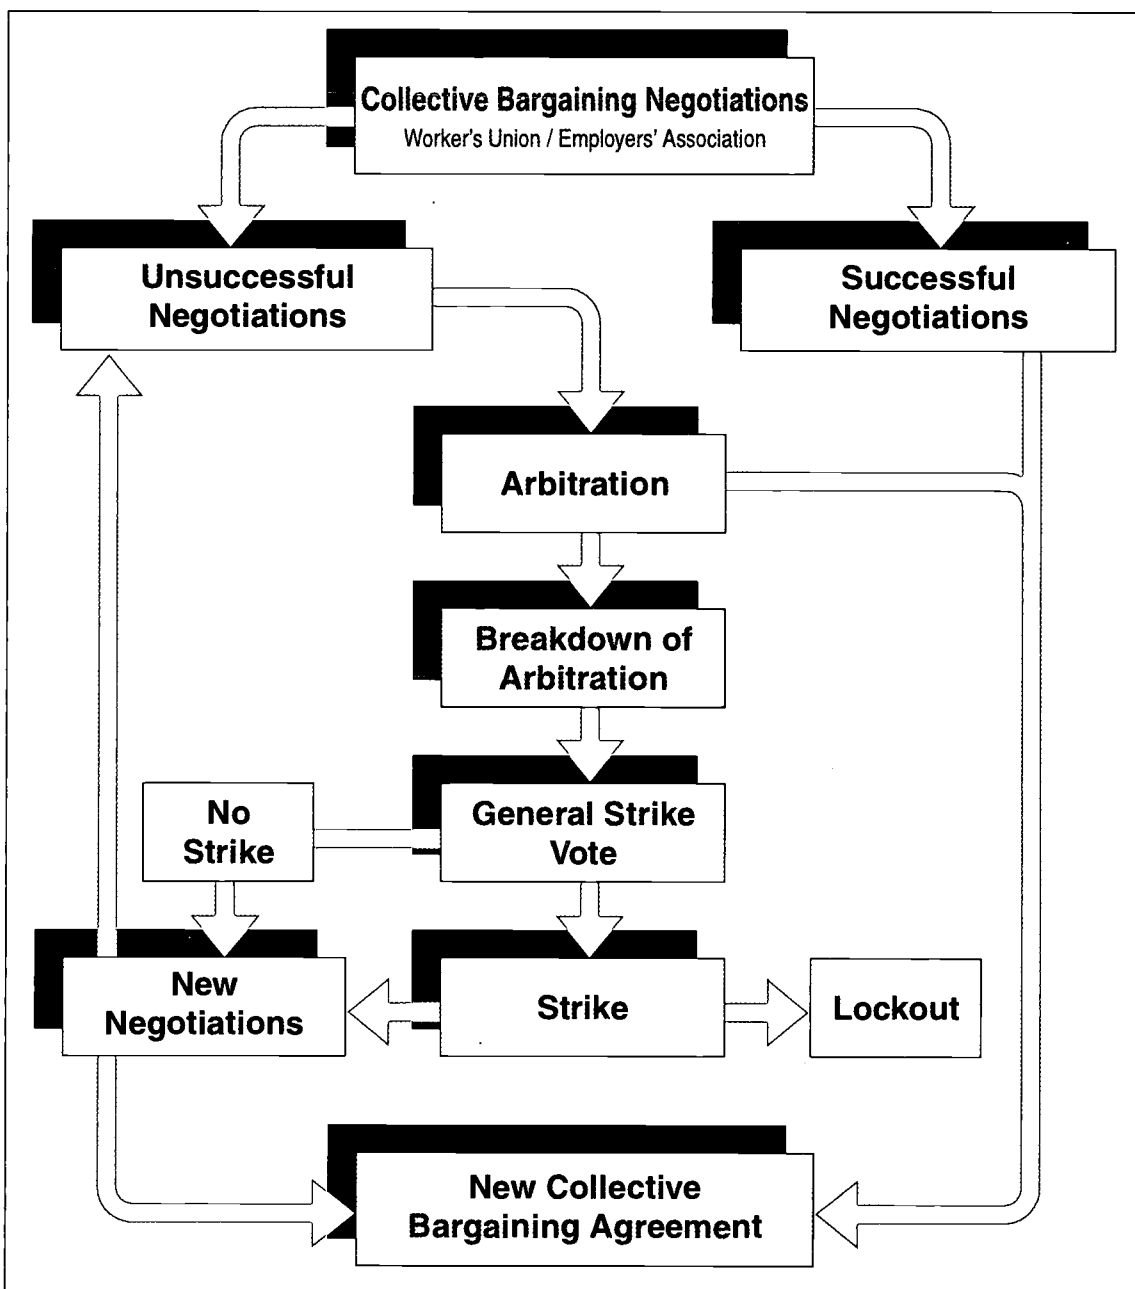 Collective Bargaining Negotiations
Worker's Union / Employers' Association
Unsuccessful
Negotiations
Successful
Negotiations
Arbitration
Breakdown of
Arbitration
No
Strike
General Strike
Vote
New
Negotiations
Strike
Lockout
New Collective
Bargaining Agreement